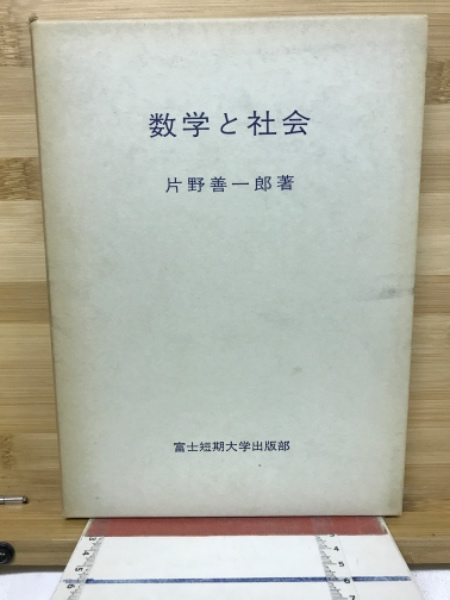 数学と社会
片野善一郎著
富士短期大学出版部